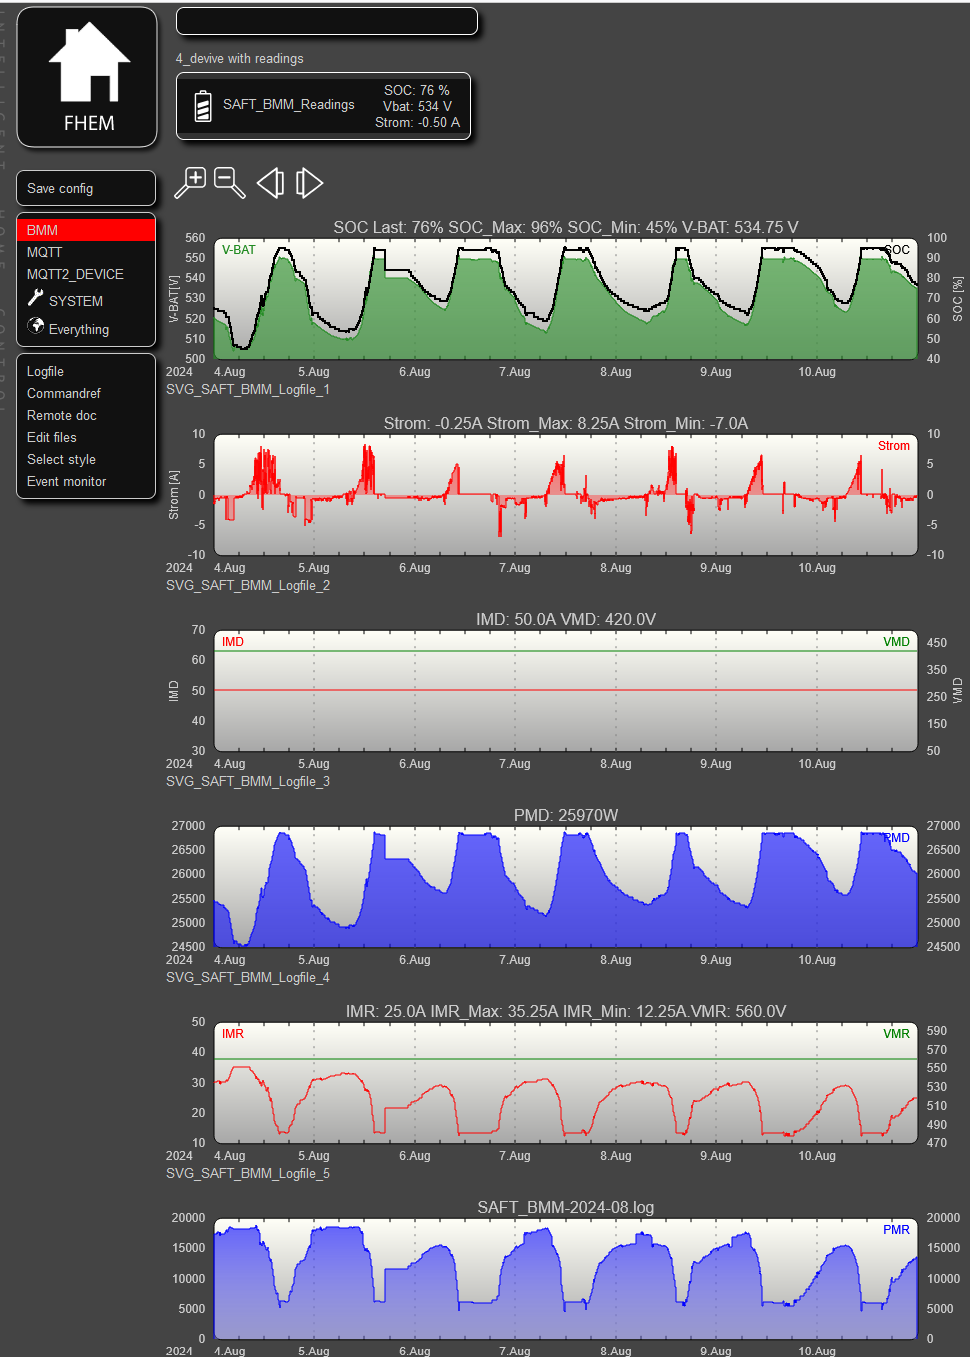 4_devive with readings
SAFT_BMM_Readings
SOC: 76 %
Vbat: 534 V
Strom: -0.50 A
FHEM
Save config
BMM
MQTT
MQTT2_DEVICE
SYSTEM
Everything
Logfile
Commandref
Remote doc
Edit files
Select style
Event monitor
SOC Last: 76% SOC_Max: 96% SOC_Min: 45% V-BAT: 534.75 V
560 V-BAT SOC 100
550 90
540 80
530 70
520 60
510 50
500 40
V-BAT[V]
SOC [%]
2024 4.Aug 5.Aug 6.Aug 7.Aug 8.Aug 9.Aug 10.Aug
SVG_SAFT_BMM_Logfile_1
Strom: -0.25A Strom_Max: 8.25A Strom_Min: -7.0A
10 Strom 10
5 5
0 0
-5 -5
-10 -10
Strom [A]
2024 4.Aug 5.Aug 6.Aug 7.Aug 8.Aug 9.Aug 10.Aug
SVG_SAFT_BMM_Logfile_2
IMD: 50.0A VMD: 420.0V
70 IMD VMD 450
60 350
50 250
40 150
30 50
IMD
VMD
2024 4.Aug 5.Aug 6.Aug 7.Aug 8.Aug 9.Aug 10.Aug
SVG_SAFT_BMM_Logfile_3
PMD: 25970W
27000 PMD 27000
26500 26500
26000 26000
25500 25500
25000 25000
24500 24500
2024 4.Aug 5.Aug 6.Aug 7.Aug 8.Aug 9.Aug 10.Aug
SVG_SAFT_BMM_Logfile_4
IMR: 25.0A IMR_Max: 35.25A IMR_Min: 12.25A.VMR: 560.0V
50 IMR VMR 590
40 570
550
30 530
20 510
490
10 470
2024 4.Aug 5.Aug 6.Aug 7.Aug 8.Aug 9.Aug 10.Aug
SVG_SAFT_BMM_Logfile_5
SAFT_BMM-2024-08.log
20000 PMR 20000
15000 15000
10000 10000
5000 5000
0 0
2024 4.Aug 5.Aug 6.Aug 7.Aug 8.Aug 9.Aug 10.Aug